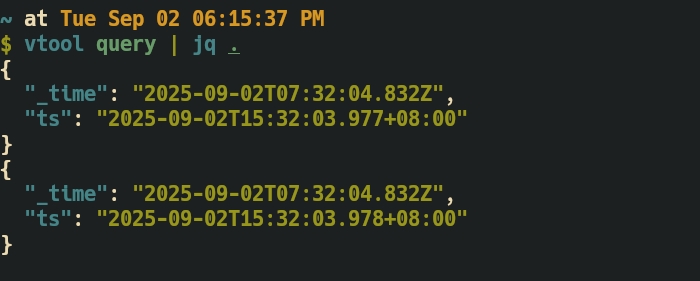 ~ at Tue Sep 02 06:15:37 PM
$ vtool query | jq .
{
  "_time": "2025-09-02T07:32:04.832Z",
  "ts": "2025-09-02T15:32:03.977+08:00"
}
{
  "_time": "2025-09-02T07:32:04.832Z",
  "ts": "2025-09-02T15:32:03.978+08:00"
}